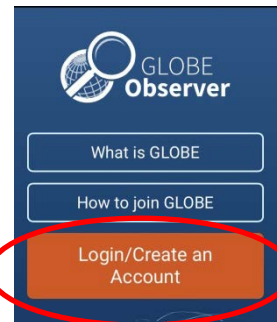 GLOBE
Observer
What is GLOBE
How to join GLOBE
Login/Create an
Account